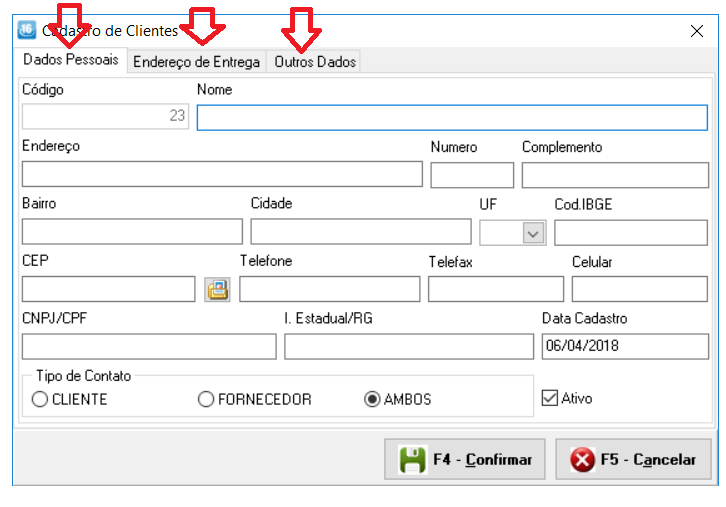 16 Cadastro de Clientes
Dados Pessoais Endereço de Entrega Outros Dados
Código Nome
23
Endereço Numero Complemento
Bairro Cidade UF Cod.IBGE
CEP Telefone Telefax Celular
CNPJ/CPF I. Estadual/RG Data Cadastro
06/04/2018
Tipo de Contato
CLIENTE FORNECEDOR AMBOS Ativo
F4 - Confirmar F5 - Cancelar